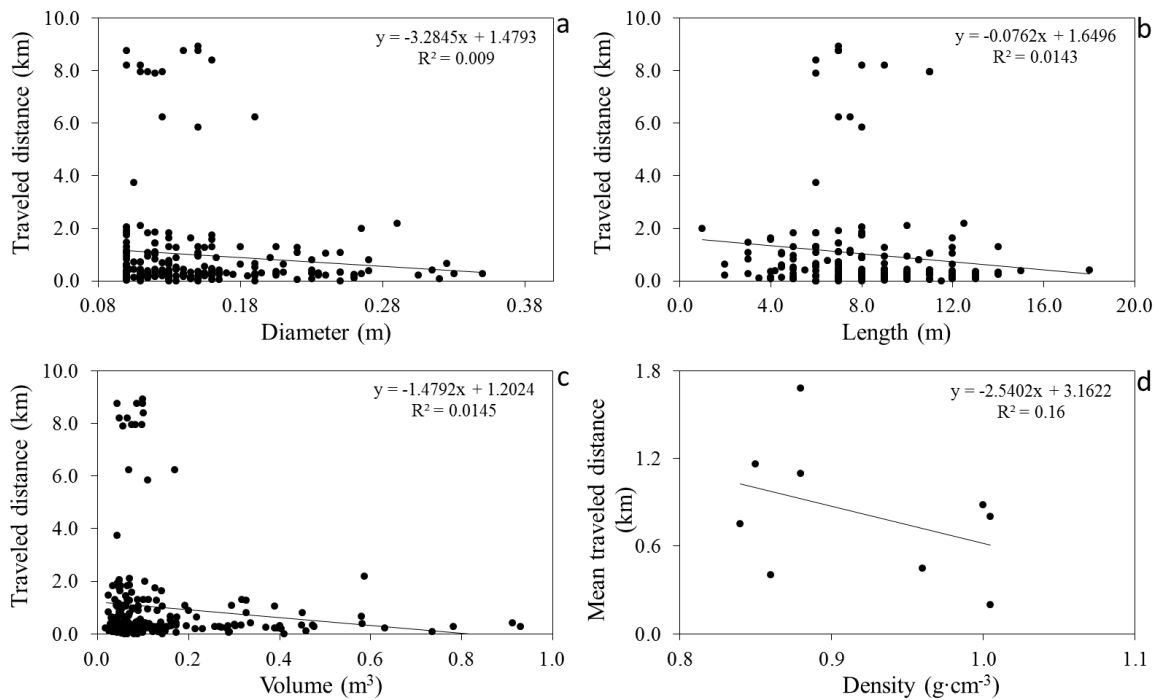 a
y = -3.2845x + 1.4793
R² = 0.009
10.0
8.0
6.0
4.0
2.0
0.0
Traveled distance (km)
0.08 0.18 0.28 0.38
Diameter (m)
b
y = -0.0762x + 1.6496
R² = 0.0143
10.0
8.0
6.0
4.0
2.0
0.0
Traveled distance (km)
0.0 4.0 8.0 12.0 16.0 20.0
Length (m)
c
y = -1.4792x + 1.2024
R² = 0.0145
10.0
8.0
6.0
4.0
2.0
0.0
Traveled distance (km)
0.0 0.2 0.4 0.6 0.8 1.0
Volume (m³)
d
y = -2.5402x + 3.1622
R² = 0.16
1.8
1.2
0.6
0.0
Mean traveled distance
(km)
0.8 0.9 1.0 1.1
Density (g·cm⁻³)